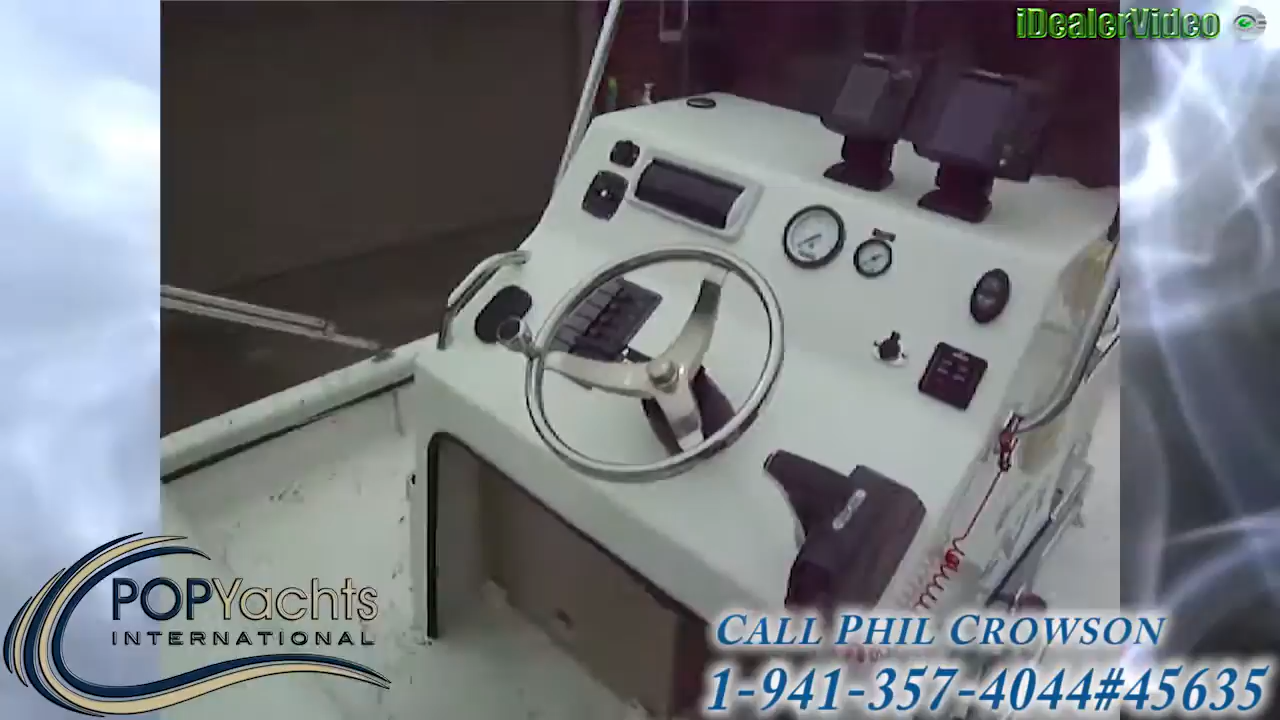 iDealerVideo
POPYachts
INTERNATIONAL
CALL PHIL CROWSON
1-941-357-4044#45635